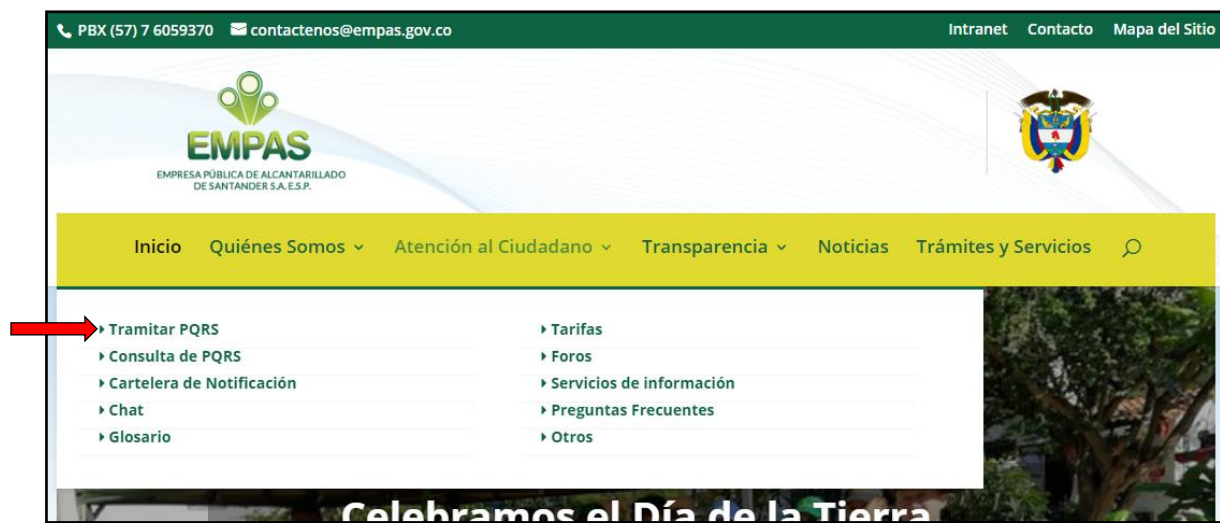 PBX (57) 7 6059370 contactenos@empas.gov.co Intranet Contacto Mapa del Sitio
EMPAS
EMPRESA PÚBLICA DE ALCANTARILLADO
DE SANTANDER S.A. E.S.P.
Inicio Quiénes Somos Atención al Ciudadano Transparencia Noticias Trámites y Servicios
Tramitar PQRS
Consulta de PQRS
Cartelera de Notificación
Chat
Glosario
Tarifas
Foros
Servicios de información
Preguntas Frecuentes
Otros
Celebramos el Día de la Tierra